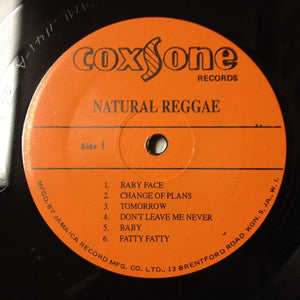 coxsone
RECORDS
NATURAL REGGAE
Side 1
1. BABY FACE
2. CHANGE OF PLANS
3. TOMORROW
4. DON'T LEAVE ME NEVER
5. BABY
6. FATTY FATTY
MFGD. BY JAMAICA RECORD MFG. CO. LTD., 13 BRENTFORD ROAD, KGN. 5, JA., W. I.